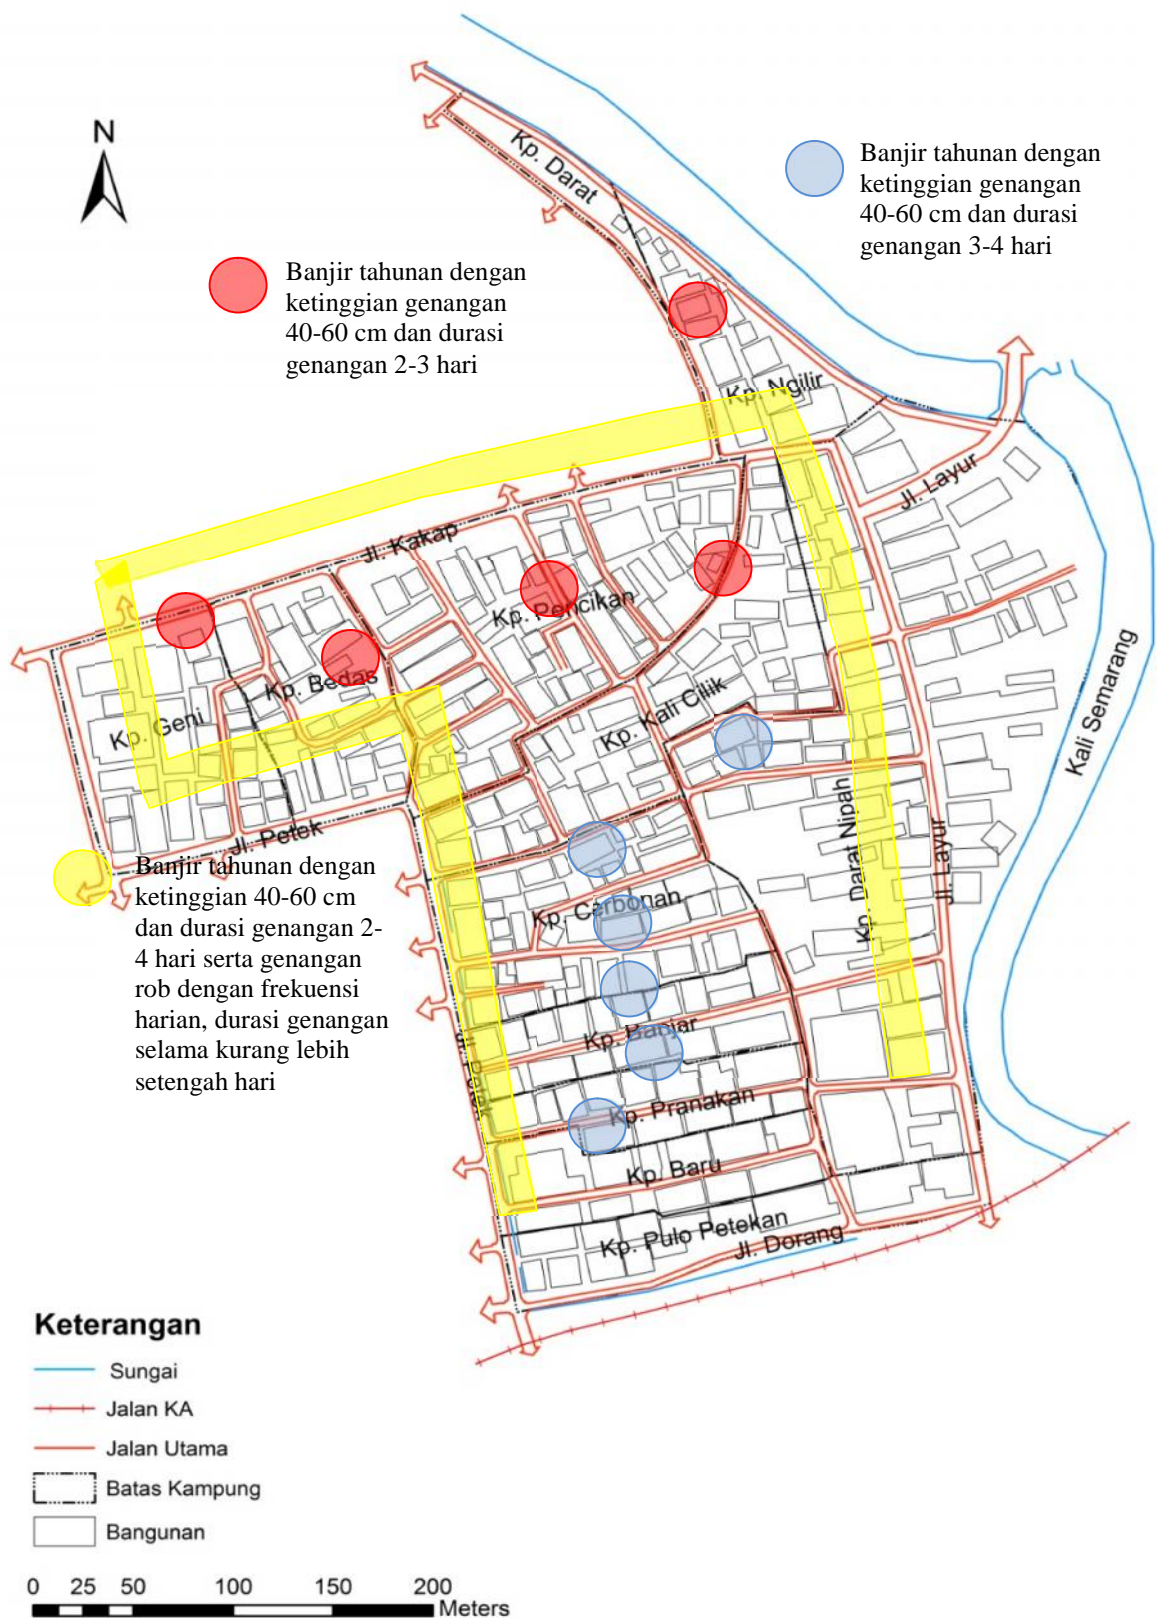 N
Kp. Darat
Banjir tahunan dengan
ketinggian genangan
40-60 cm dan durasi
genangan 3-4 hari
Banjir tahunan dengan
ketinggian genangan
40-60 cm dan durasi
genangan 2-3 hari
Kp. Ngilir
Jl. Layur
Jl. Kakap
Kp. Pencikan
Kp. Bedas
Kp. Geni
Kp. Kali Cilik
Kali Semarang
Jl. Petek
Kp. Darat Nipah
Jl. Layur
Banjir tahunan dengan
ketinggian 40-60 cm
dan durasi genangan 2-
4 hari serta genangan
rob dengan frekuensi
harian, durasi genangan
selama kurang lebih
setengah hari
Kp. Cerbonan
Kp. Banjar
Jl. Petek
Kp. Pranakan
Kp. Baru
Kp. Pulo Petekan
Jl. Dorang
Keterangan
Sungai
Jalan KA
Jalan Utama
Batas Kampung
Bangunan
0 25 50 100 150 200
Meters